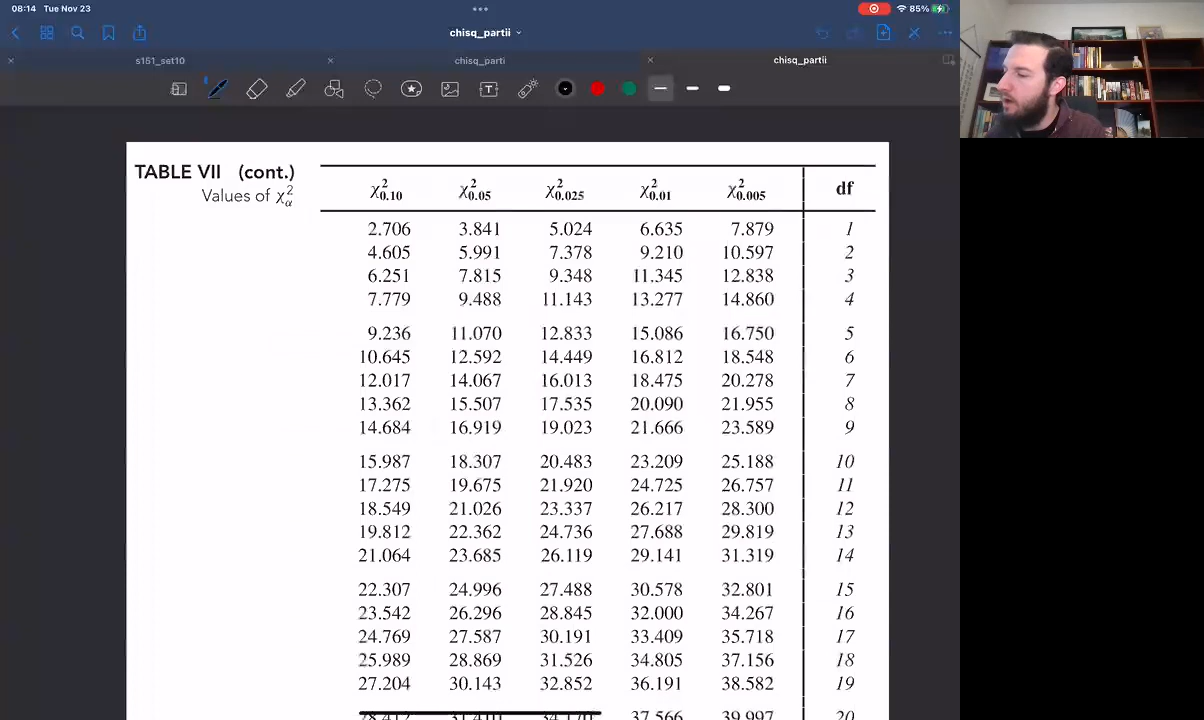 08:14 Tue Nov 23
85%
chisq_partii
s151_set10
chisq_parti
chisq_partii
TABLE VII (cont.)
Values of χ²α
χ²0.10 χ²0.05 χ²0.025 χ²0.01 χ²0.005 df
2.706 3.841 5.024 6.635 7.879 1
4.605 5.991 7.378 9.210 10.597 2
6.251 7.815 9.348 11.345 12.838 3
7.779 9.488 11.143 13.277 14.860 4
9.236 11.070 12.833 15.086 16.750 5
10.645 12.592 14.449 16.812 18.548 6
12.017 14.067 16.013 18.475 20.278 7
13.362 15.507 17.535 20.090 21.955 8
14.684 16.919 19.023 21.666 23.589 9
15.987 18.307 20.483 23.209 25.188 10
17.275 19.675 21.920 24.725 26.757 11
18.549 21.026 23.337 26.217 28.300 12
19.812 22.362 24.736 27.688 29.819 13
21.064 23.685 26.119 29.141 31.319 14
22.307 24.996 27.488 30.578 32.801 15
23.542 26.296 28.845 32.000 34.267 16
24.769 27.587 30.191 33.409 35.718 17
25.989 28.869 31.526 34.805 37.156 18
27.204 30.143 32.852 36.191 38.582 19
28.412 31.410 34.170 37.566 39.997 20